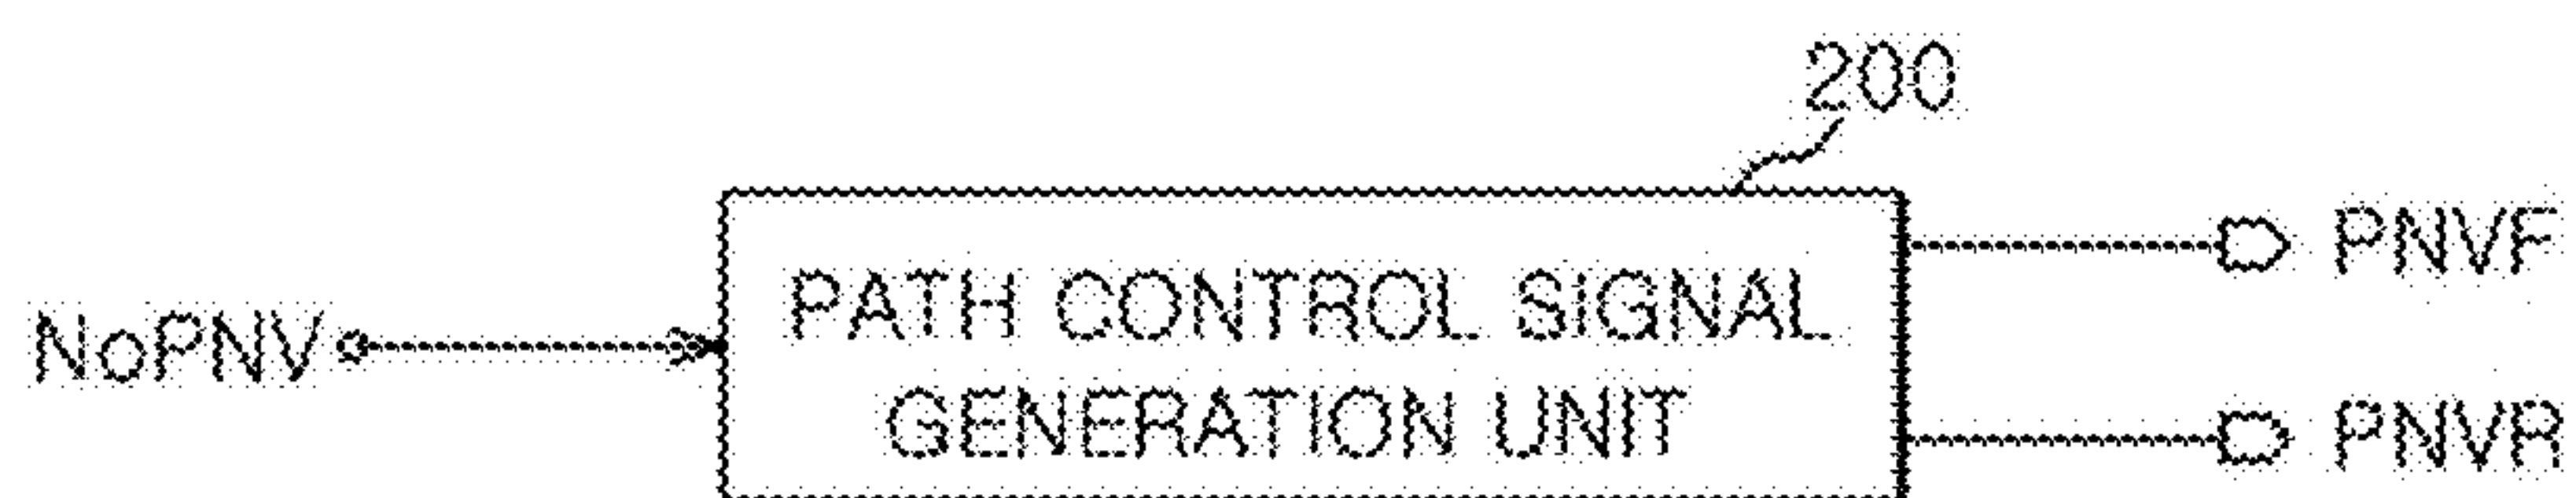 200
PATH CONTROL SIGNAL
GENERATION UNIT
NoPNV
PNVF
PNVR